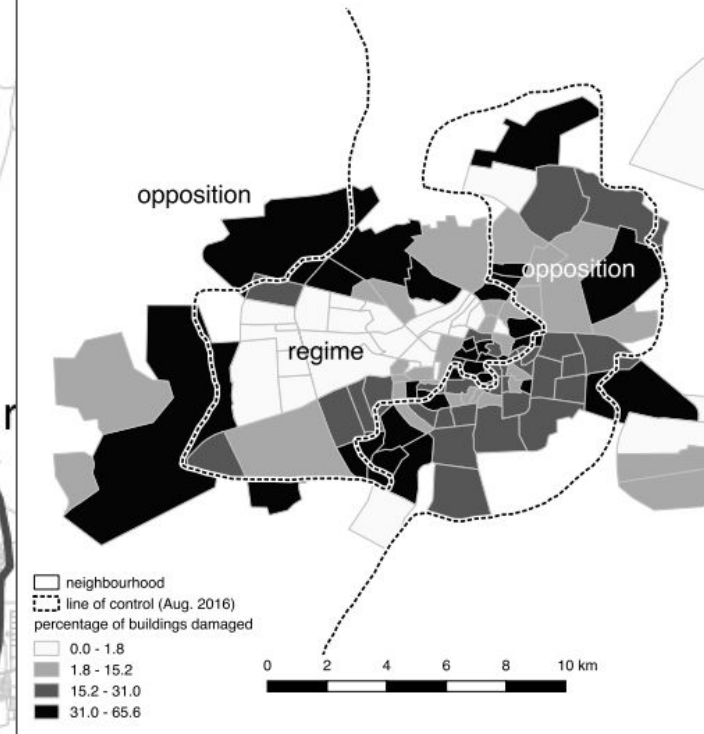 opposition
opposition
regime
r
neighbourhood
line of control (Aug. 2016)
percentage of buildings damaged
0.0 - 1.8
1.8 - 15.2
15.2 - 31.0
31.0 - 65.6
0 2 4 6 8 10 km